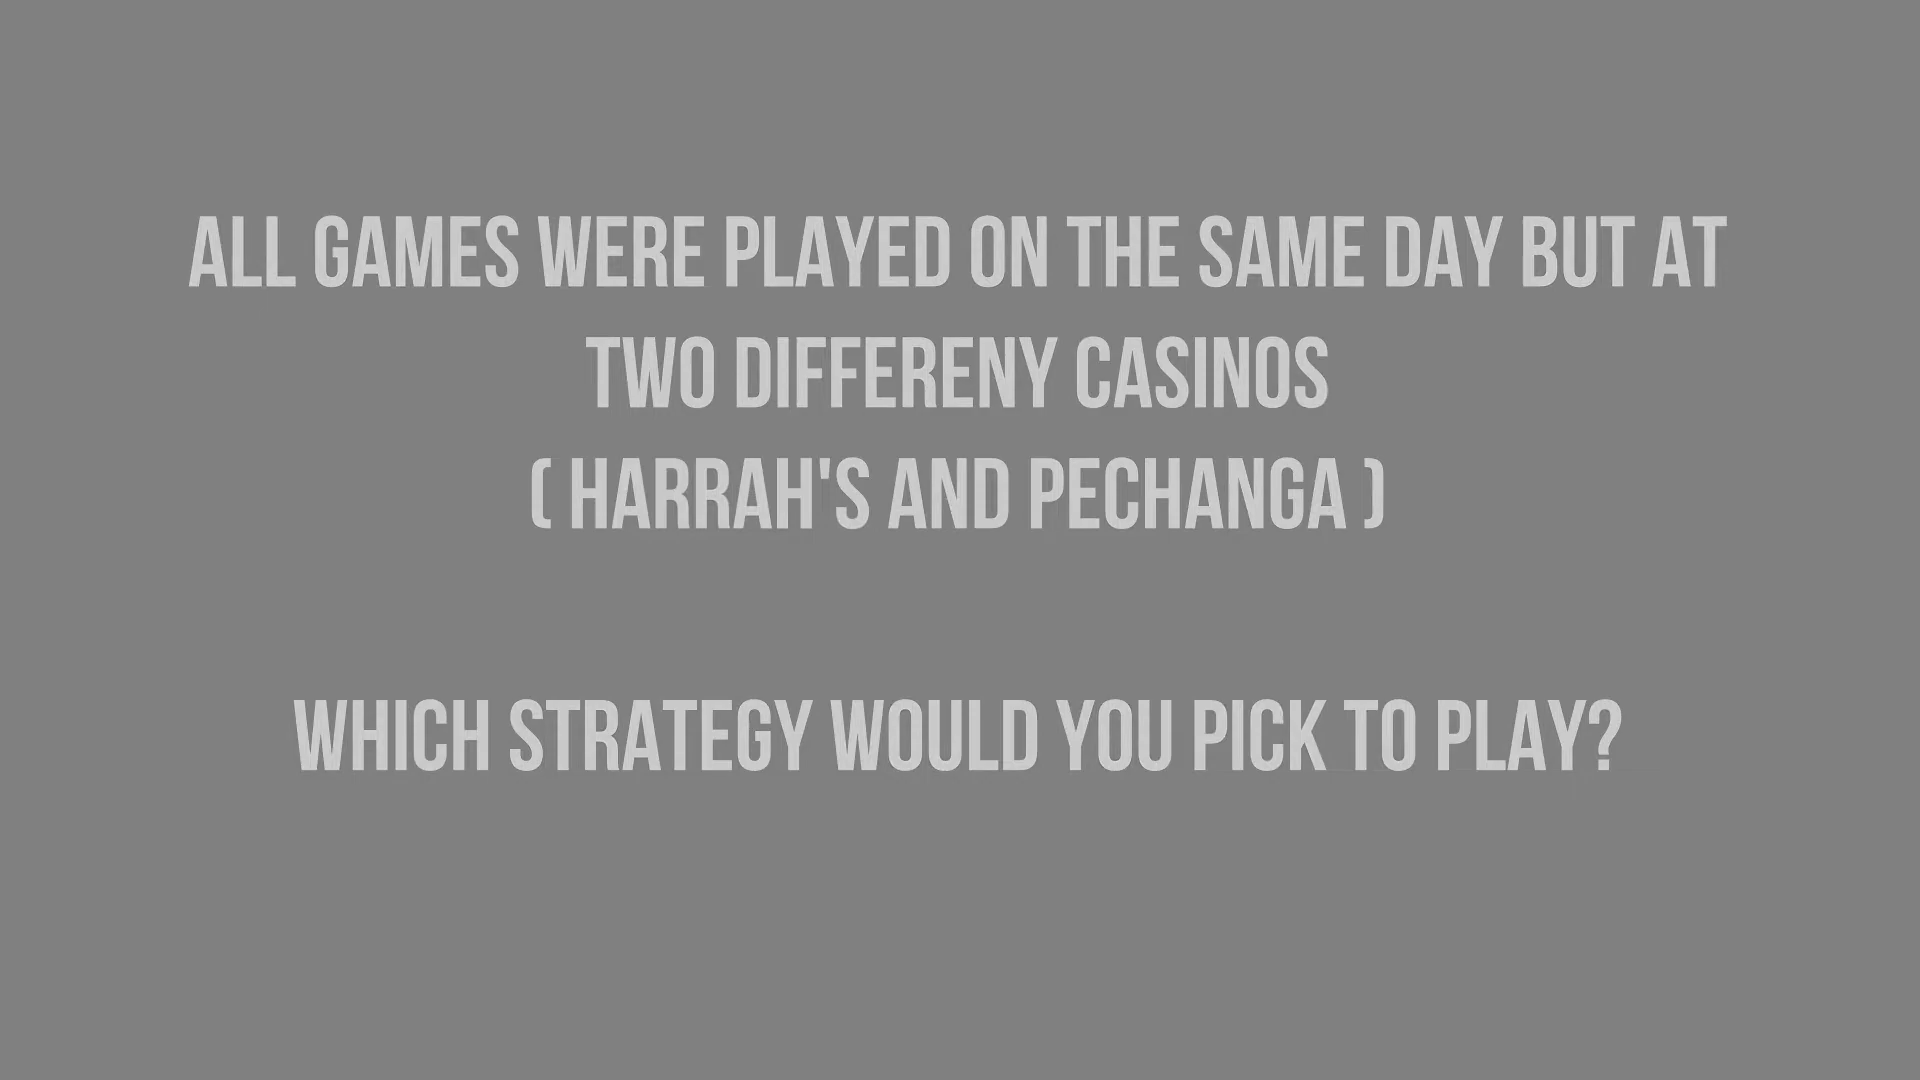 ALL GAMES WERE PLAYED ON THE SAME DAY BUT AT
TWO DIFFERENY CASINOS
( HARRAH'S AND PECHANGA )
WHICH STRATEGY WOULD YOU PICK TO PLAY?